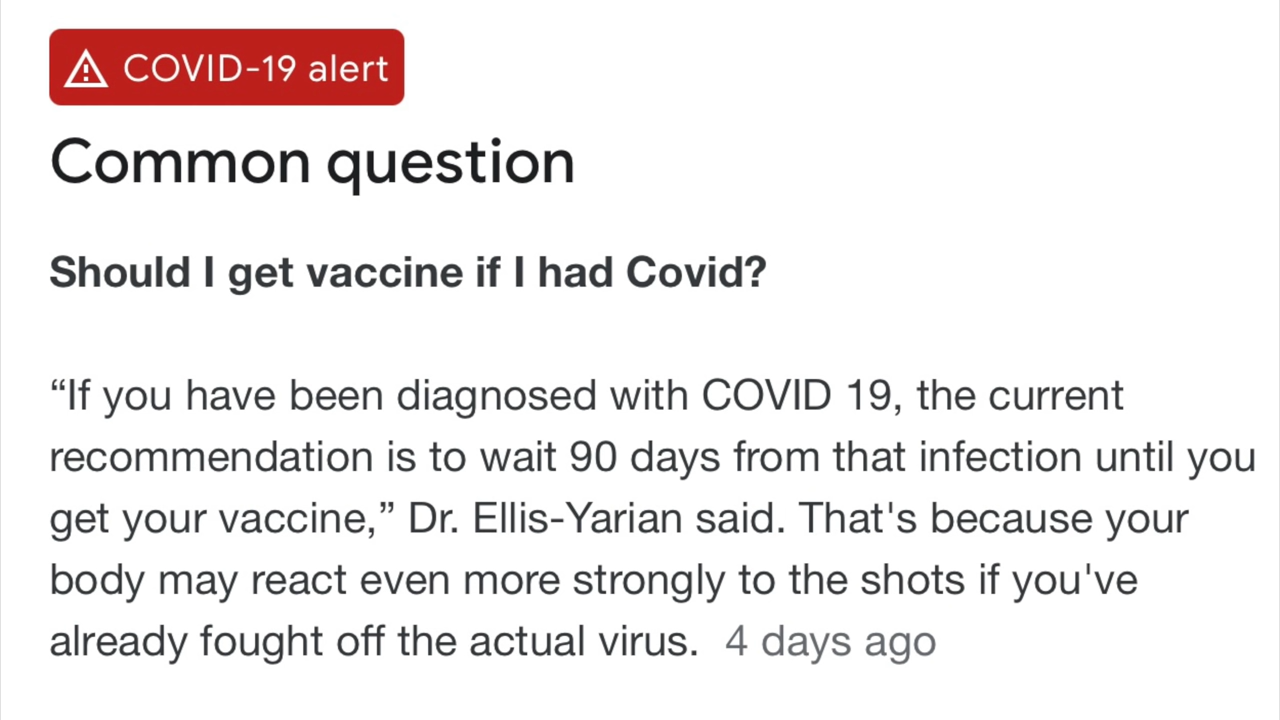 COVID-19 alert
Common question
Should I get vaccine if I had Covid?
“If you have been diagnosed with COVID 19, the current
recommendation is to wait 90 days from that infection until you
get your vaccine,” Dr. Ellis-Yarian said. That's because your
body may react even more strongly to the shots if you've
already fought off the actual virus. 4 days ago